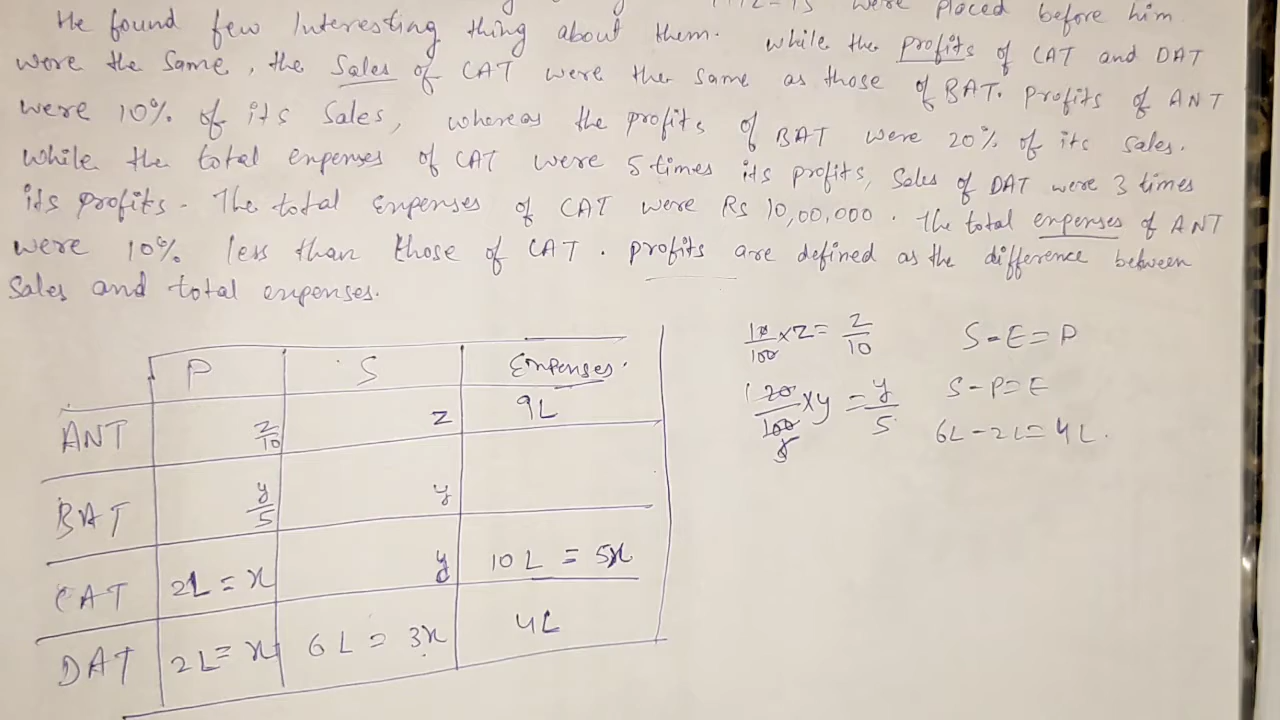 were placed before him
He found few Interesting thing about them. While the profits of CAT and DAT
were the same, the Sales of CAT were the same as those of BAT. Profits of ANT
were 10% of its Sales, whereas the profits of BAT were 20% of its sales.
While the total expenses of CAT were 5 times its profits, Sales of DAT were 3 times
its profits. The total Expenses of CAT were Rs 10,00,000. The total expenses of ANT
were 10% less than those of CAT. profits are defined as the difference between
Sales and total expenses.
P S Expenses.
ANT z/10 z 9L
BAT y/5 y
CAT 2L = x y 10 L = 5x
DAT 2L = x 6 L = 3x 4L
10/100 x z = z/10 S - E = P
20/100 x y = y/5 S - P = E
1 5 6L - 2L = 4L.